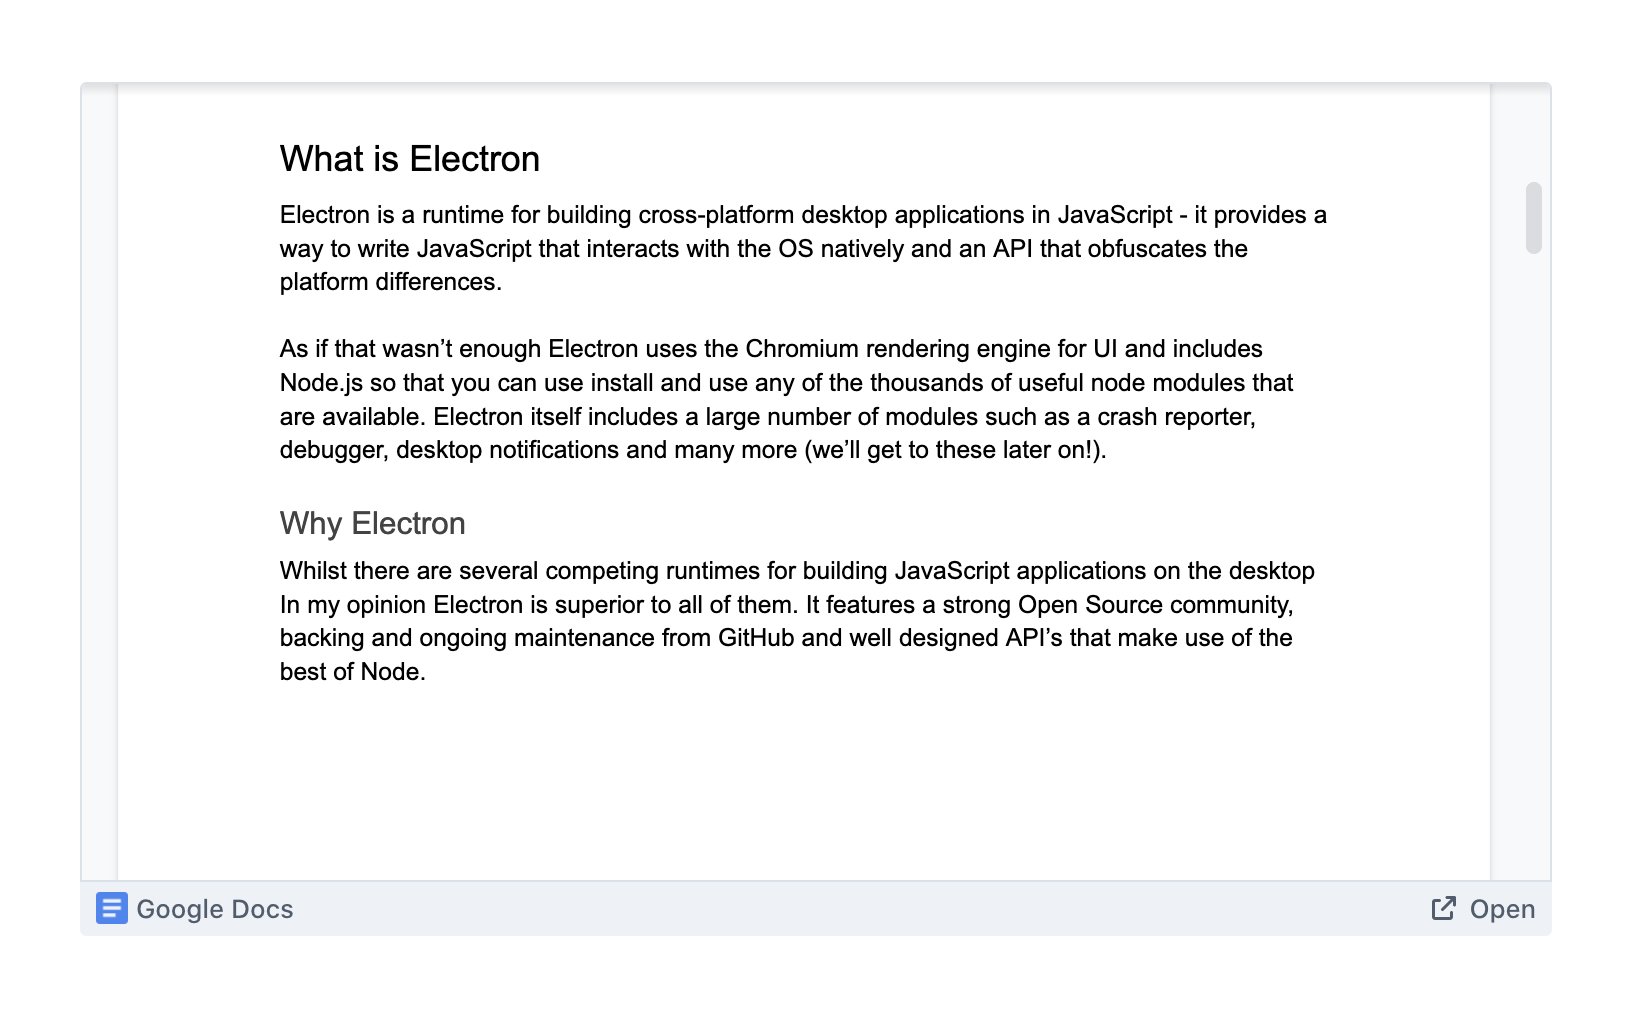 What is Electron
Electron is a runtime for building cross-platform desktop applications in JavaScript - it provides a
way to write JavaScript that interacts with the OS natively and an API that obfuscates the
platform differences.
As if that wasn’t enough Electron uses the Chromium rendering engine for UI and includes
Node.js so that you can use install and use any of the thousands of useful node modules that
are available. Electron itself includes a large number of modules such as a crash reporter,
debugger, desktop notifications and many more (we’ll get to these later on!).
Why Electron
Whilst there are several competing runtimes for building JavaScript applications on the desktop
In my opinion Electron is superior to all of them. It features a strong Open Source community,
backing and ongoing maintenance from GitHub and well designed API’s that make use of the
best of Node.
Google Docs
Open